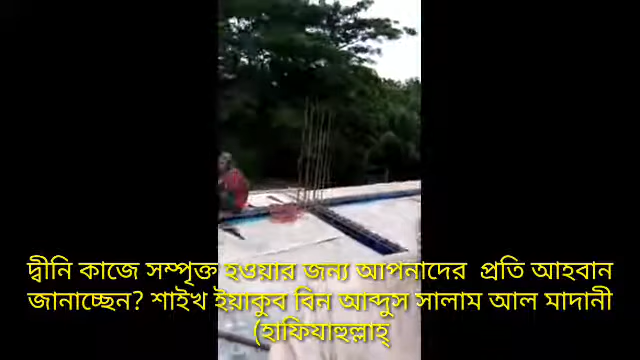 দ্বীনি কাজে সম্পৃক্ত হওয়ার জন্য আপনাদের প্রতি আহবান
জানাচ্ছেন? শাইখ ইয়াকুব বিন আব্দুস সালাম আল মাদানী
(হাফিযাহুল্লাহ্